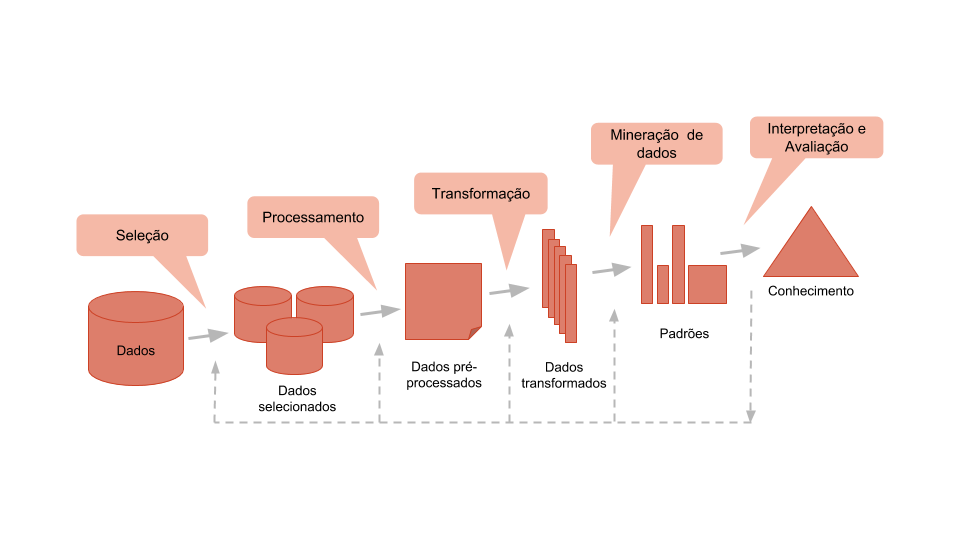 Seleção
Processamento
Transformação
Mineração de
dados
Interpretação e
Avaliação
Dados
Dados
selecionados
Dados pré-
processados
Dados
transformados
Padrões
Conhecimento